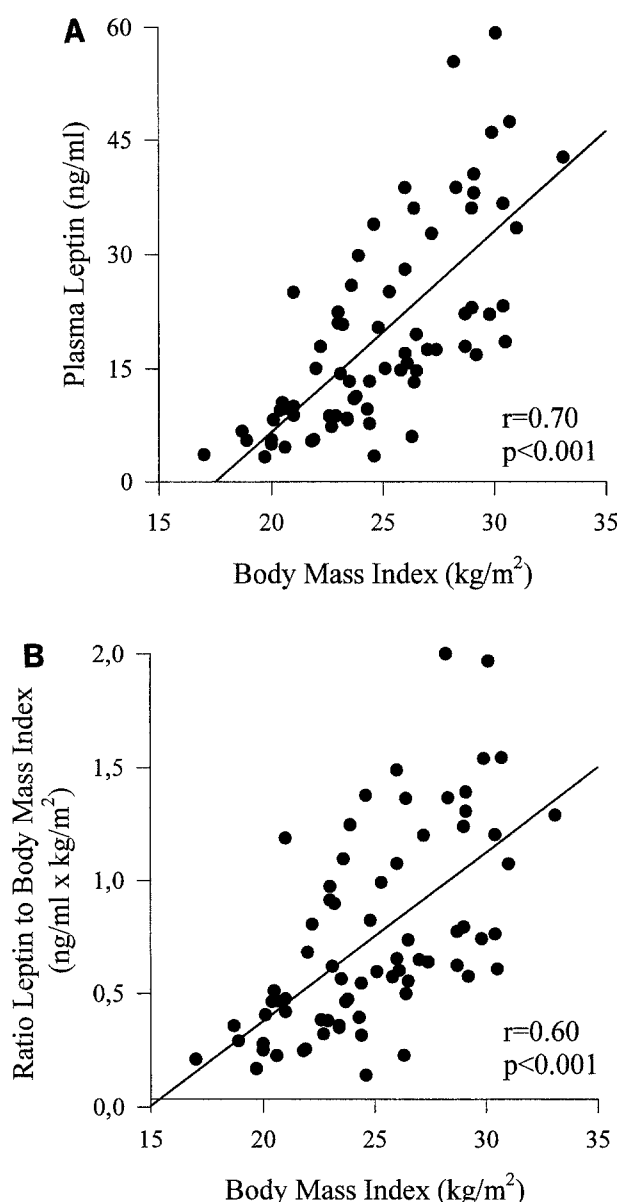 A
60
45
30
15
0
Plasma Leptin (ng/ml)
r=0.70
p<0.001
15 20 25 30 35
Body Mass Index (kg/m²)
B
2,0
1,5
1,0
0,5
0,0
Ratio Leptin to Body Mass Index
(ng/ml x kg/m²)
r=0.60
p<0.001
15 20 25 30 35
Body Mass Index (kg/m²)